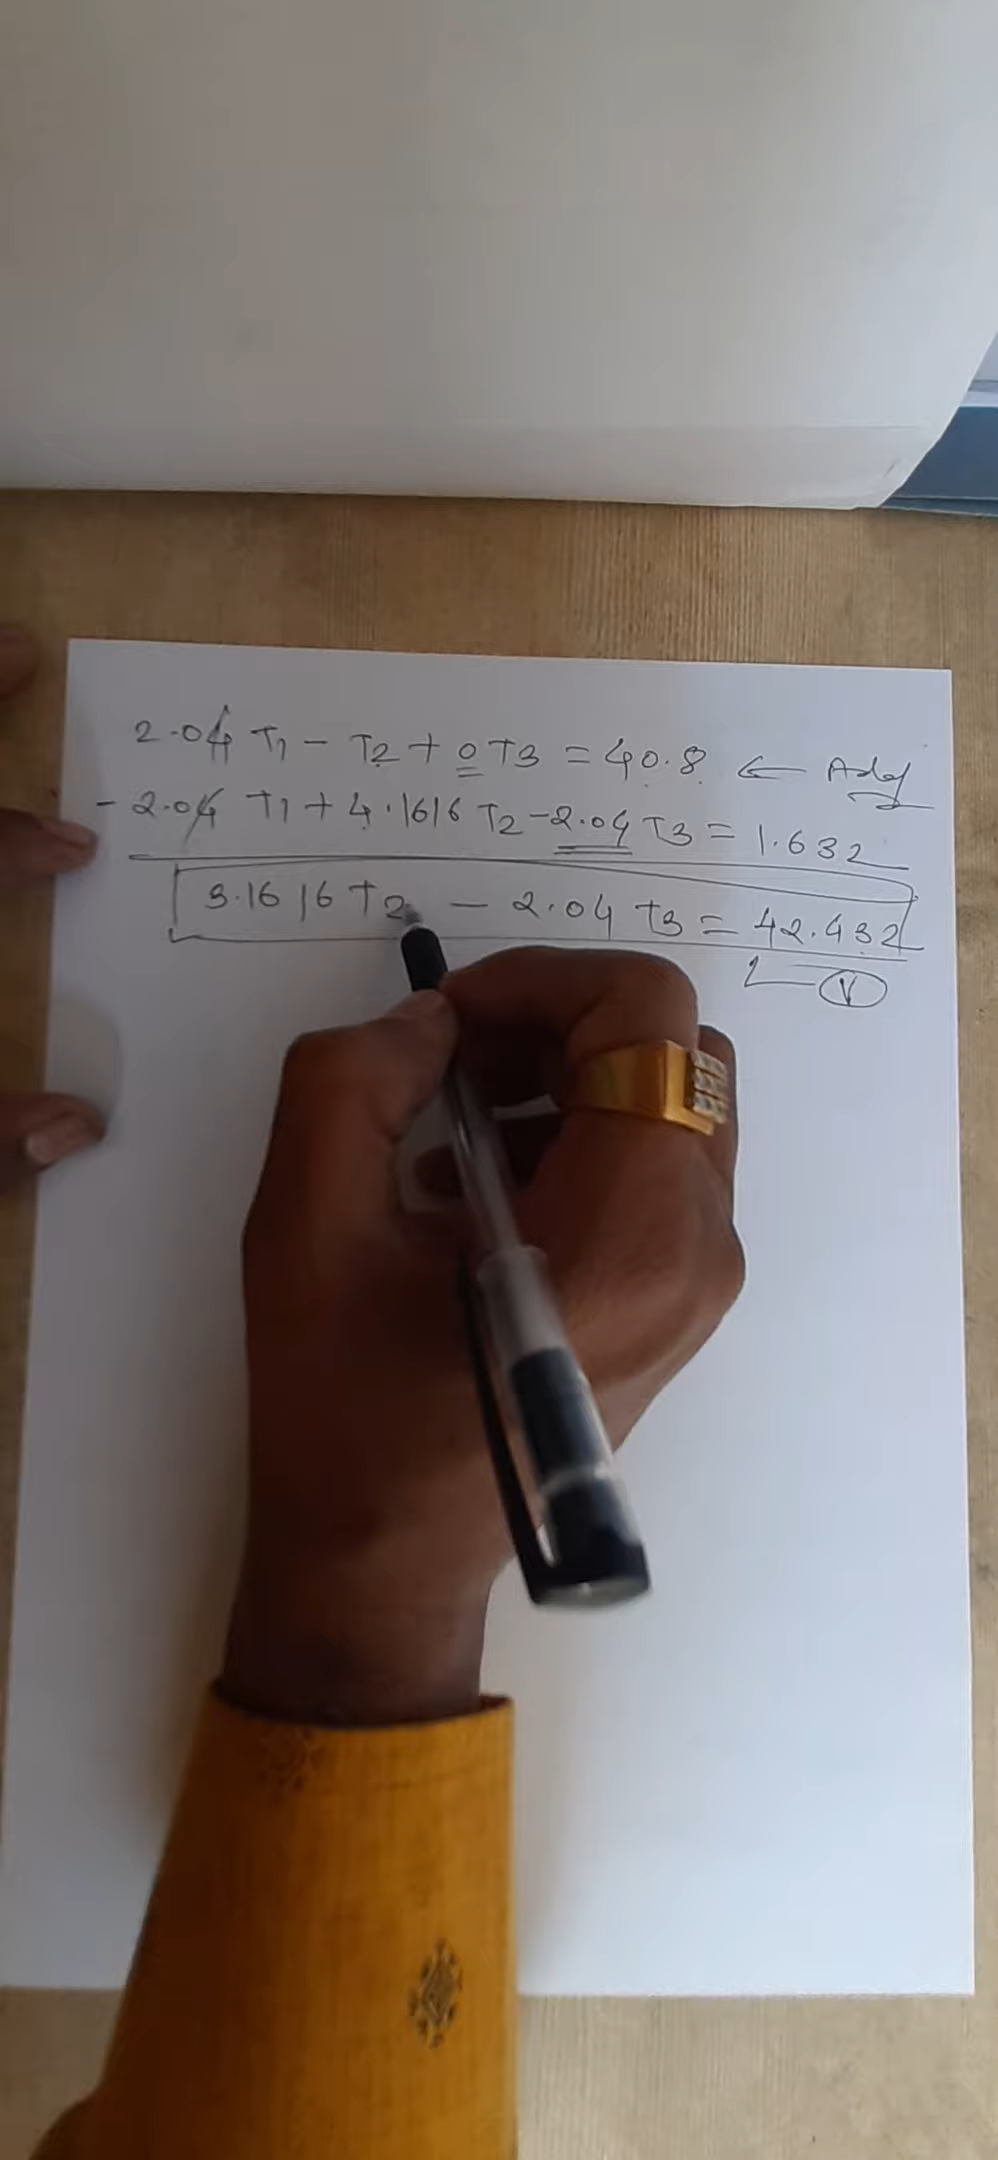 2.04 T1 - T2 + 0 T3 = 40.8 ← Add
- 2.04 T1 + 4.1616 T2 - 2.04 T3 = 1.632
3.1616 T2 - 2.04 T3 = 42.432
V